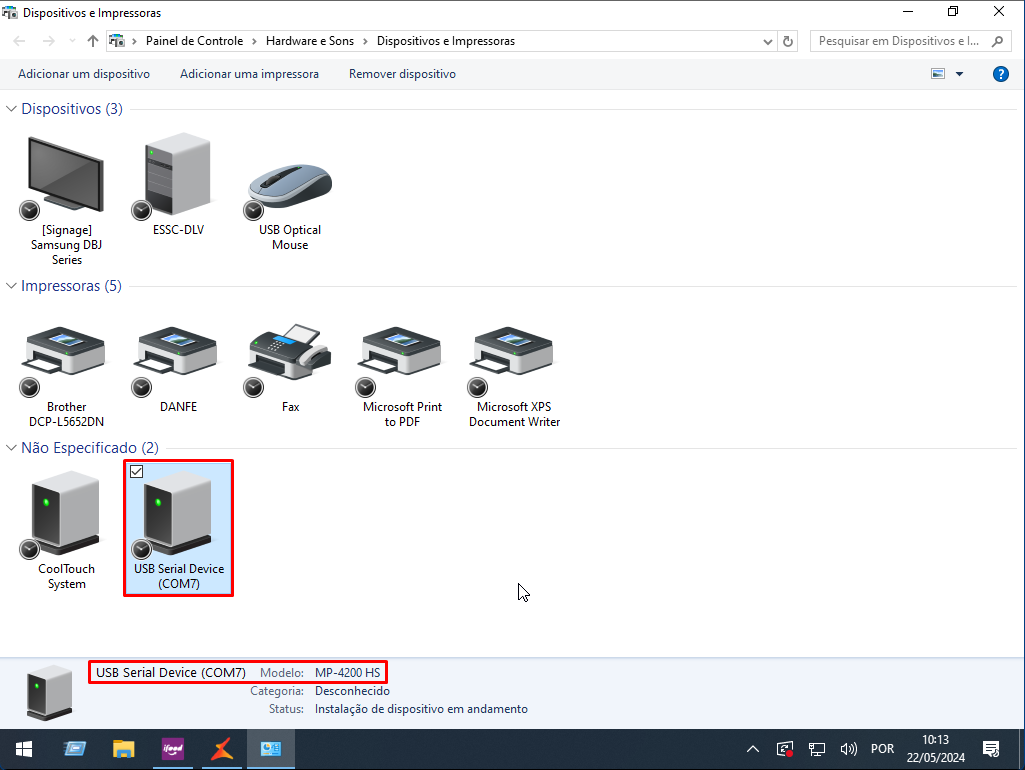 Dispositivos e Impressoras
Painel de Controle > Hardware e Sons > Dispositivos e Impressoras
Pesquisar em Dispositivos e I...
Adicionar um dispositivo Adicionar uma impressora Remover dispositivo
Dispositivos (3)
[Signage]
Samsung DBJ
Series
ESSC-DLV
USB Optical
Mouse
Impressoras (5)
Brother
DCP-L5652DN
DANFE
Fax
Microsoft Print
to PDF
Microsoft XPS
Document Writer
Não Especificado (2)
CoolTouch
System
USB Serial Device
(COM7)
USB Serial Device (COM7) Modelo: MP-4200 HS
Categoria: Desconhecido
Status: Instalação de dispositivo em andamento
ifood
POR
10:13
22/05/2024